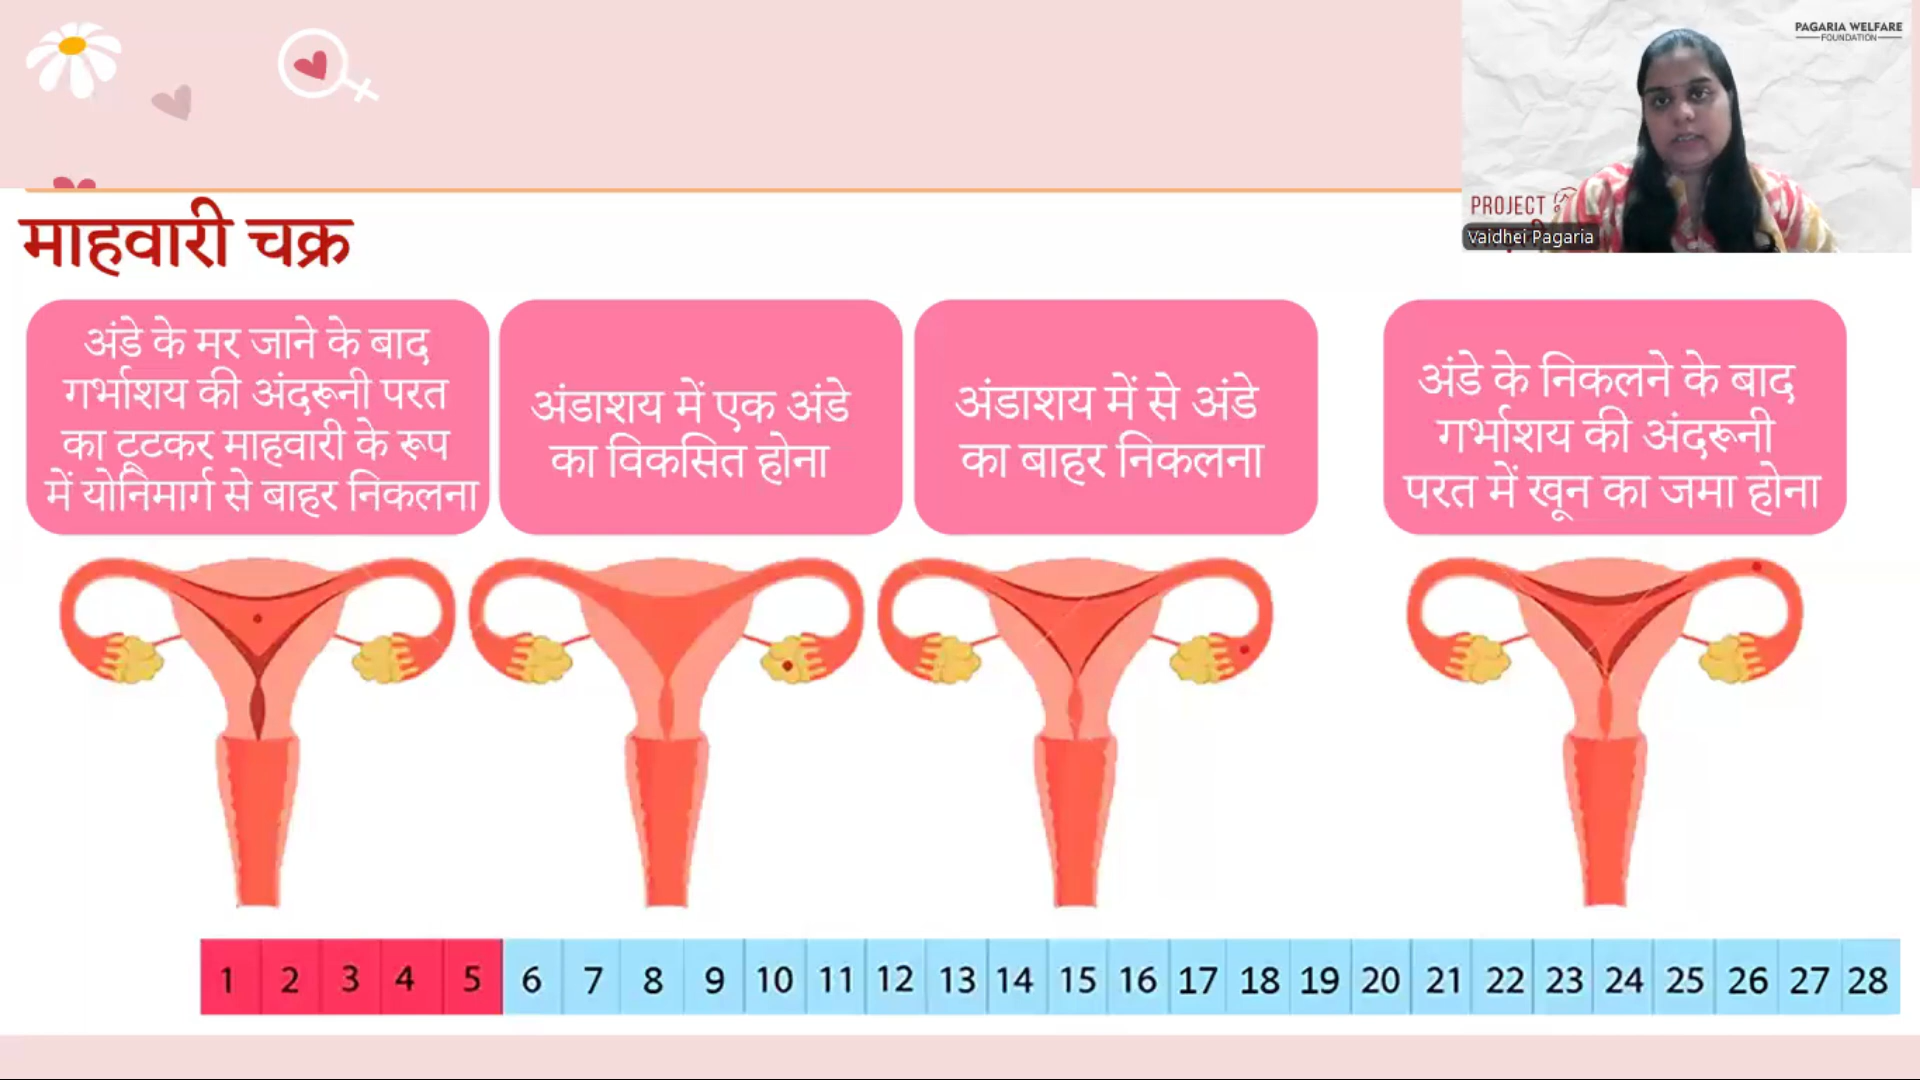 PAGARIA WELFARE
FOUNDATION
PROJECT
Vaidhei Pagaria
माहवारी चक्र
अंडे के मर जाने के बाद
गर्भाशय की अंदरूनी परत
का टूटकर माहवारी के रूप
में योनिमार्ग से बाहर निकलना
अंडाशय में एक अंडे
का विकसित होना
अंडाशय में से अंडे
का बाहर निकलना
अंडे के निकलने के बाद
गर्भाशय की अंदरूनी
परत में खून का जमा होना
1 2 3 4 5 6 7 8 9 10 11 12 13 14 15 16 17 18 19 20 21 22 23 24 25 26 27 28